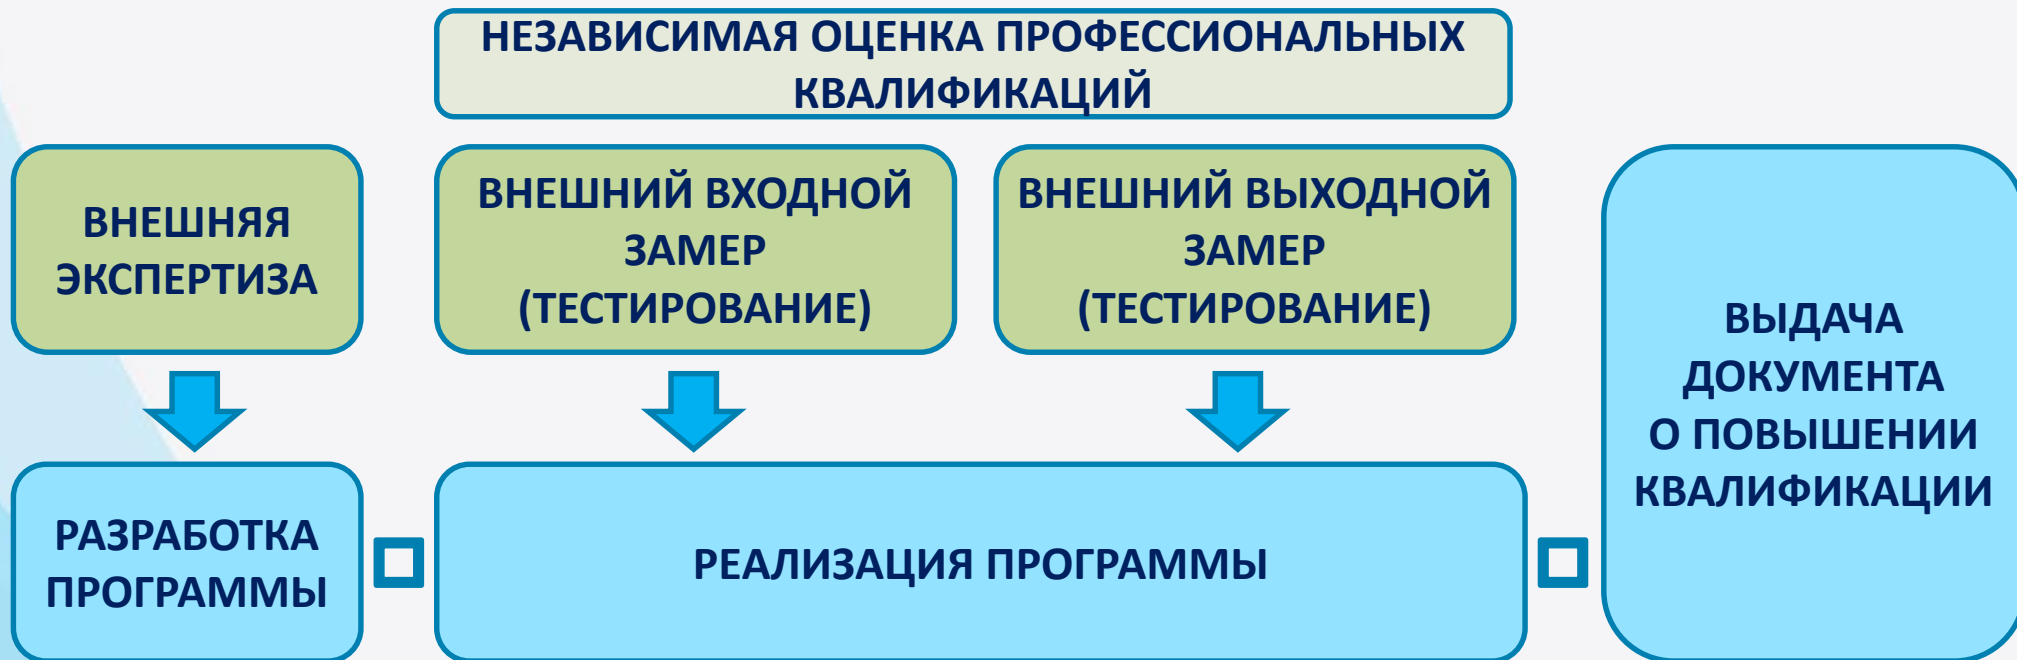 НЕЗАВИСИМАЯ ОЦЕНКА ПРОФЕССИОНАЛЬНЫХ
КВАЛИФИКАЦИЙ
ВНЕШНЯЯ
ЭКСПЕРТИЗА
ВНЕШНИЙ ВХОДНОЙ
ЗАМЕР
(ТЕСТИРОВАНИЕ)
ВНЕШНИЙ ВЫХОДНОЙ
ЗАМЕР
(ТЕСТИРОВАНИЕ)
ВЫДАЧА
ДОКУМЕНТА
О ПОВЫШЕНИИ
КВАЛИФИКАЦИИ
РАЗРАБОТКА
ПРОГРАММЫ
РЕАЛИЗАЦИЯ ПРОГРАММЫ